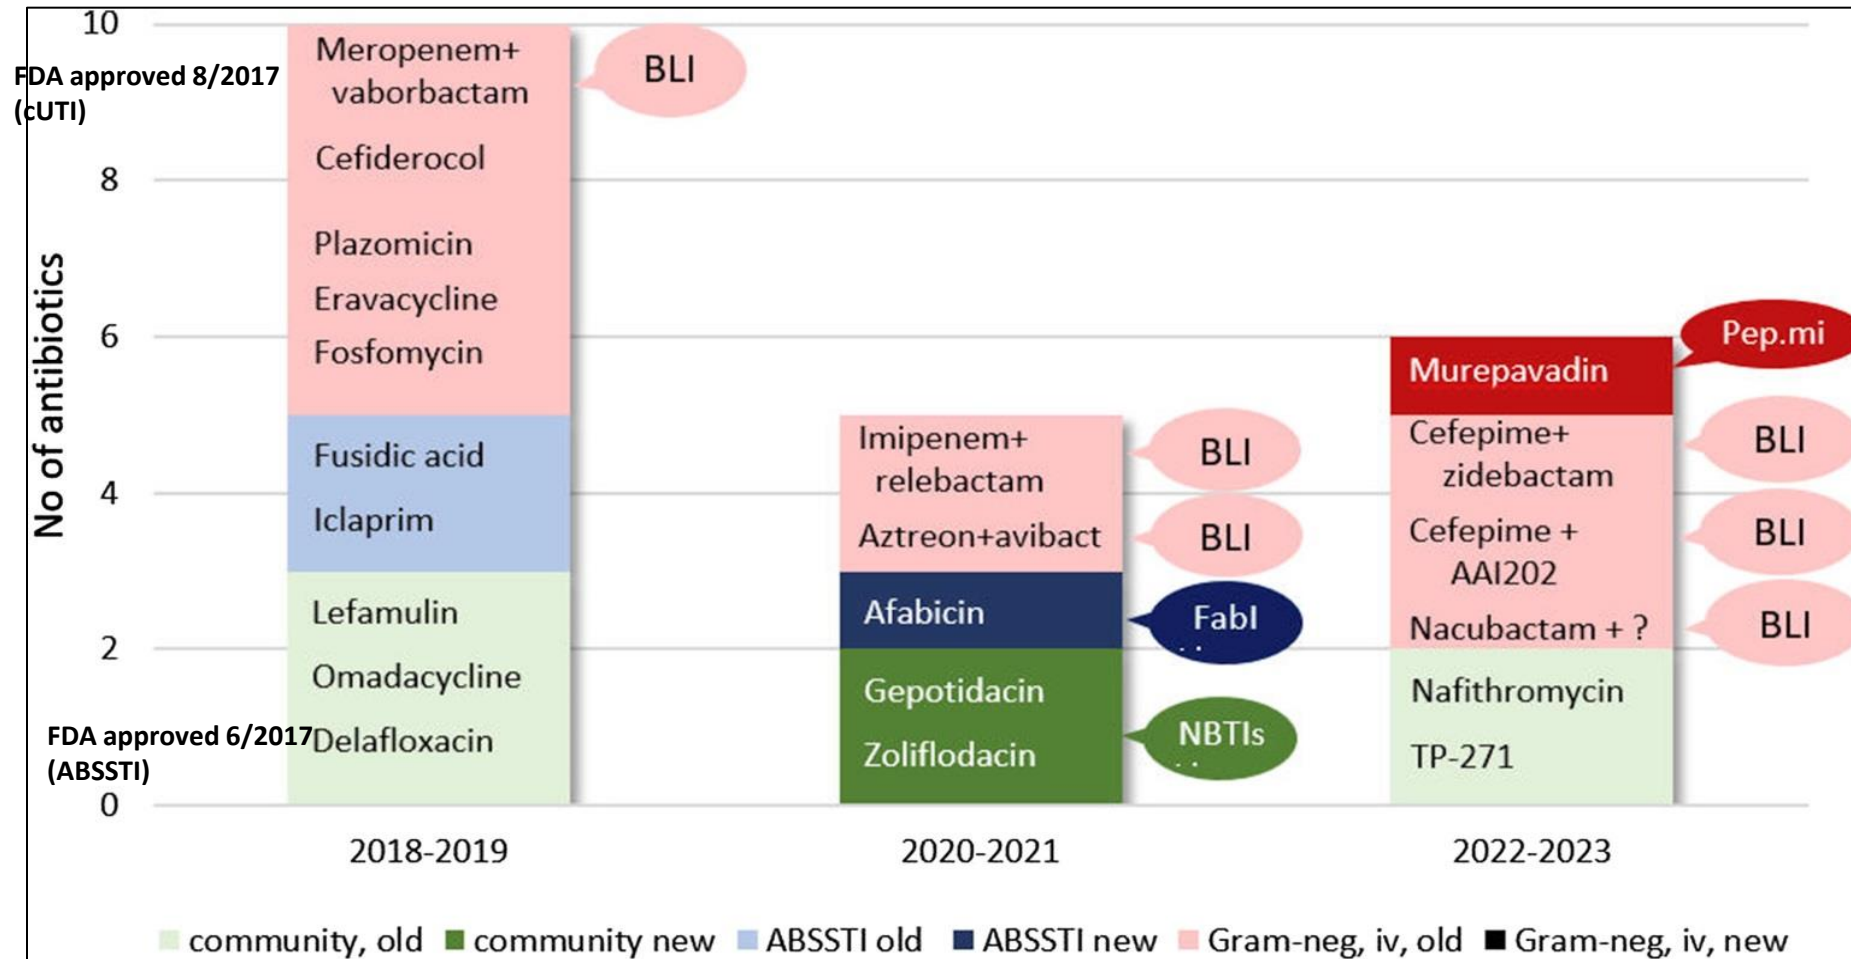 10
8
6
4
2
0
No of antibiotics
FDA approved 8/2017
(cUTI)
FDA approved 6/2017
(ABSSTI)
Meropenem+
vaborbactam
Cefiderocol
Plazomicin
Eravacycline
Fosfomycin
Fusidic acid
Iclaprim
Lefamulin
Omadacycline
Delafloxacin
BLI
Imipenem+
relebactam
Aztreon+avibact
Afabicin
Gepotidacin
Zoliflodacin
BLI
BLI
FabI
NBTIs
Murepavadin
Cefepime+
zidebactam
Cefepime +
AAI202
Nacubactam + ?
Nafithromycin
TP-271
Pep.mi
BLI
BLI
BLI
2018-2019
2020-2021
2022-2023
community, old community new ABSSTI old ABSSTI new Gram-neg, iv, old Gram-neg, iv, new